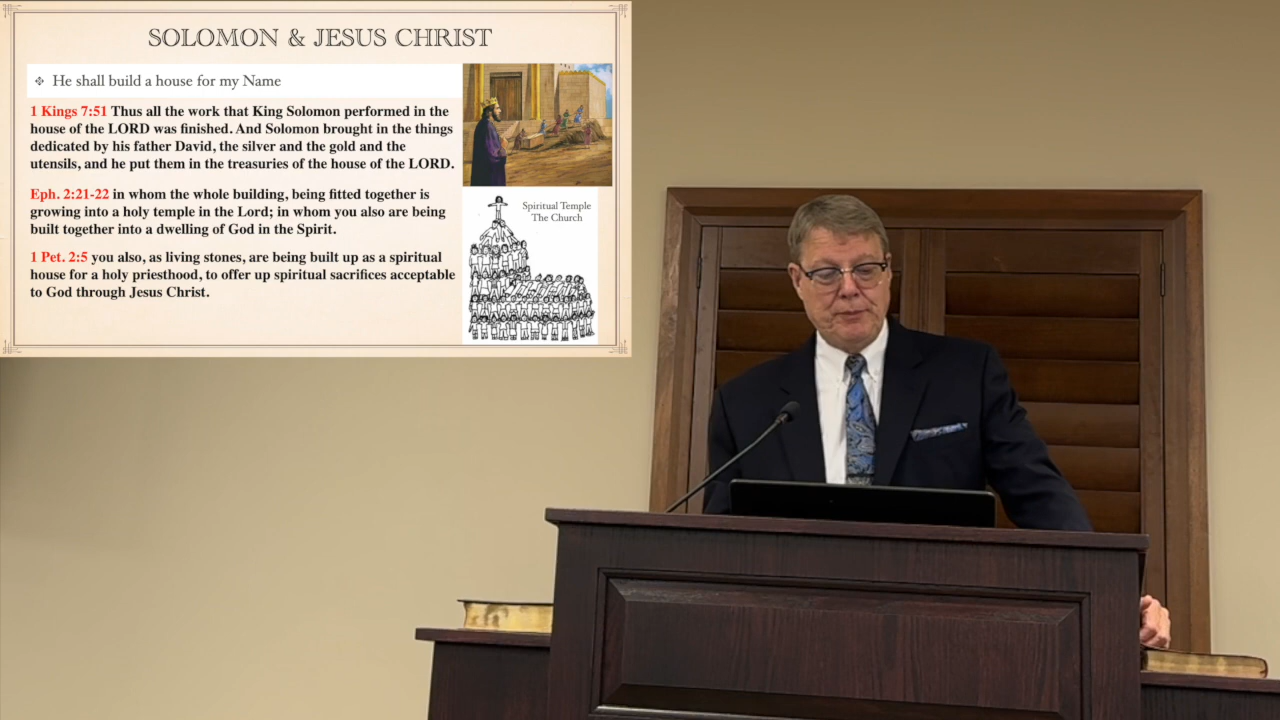 SOLOMON & JESUS CHRIST
❖ He shall build a house for my Name
1 Kings 7:51 Thus all the work that King Solomon performed in the
house of the LORD was finished. And Solomon brought in the things
dedicated by his father David, the silver and the gold and the
utensils, and he put them in the treasuries of the house of the LORD.
Eph. 2:21-22 in whom the whole building, being fitted together is
growing into a holy temple in the Lord; in whom you also are being
built together into a dwelling of God in the Spirit.
1 Pet. 2:5 you also, as living stones, are being built up as a spiritual
house for a holy priesthood, to offer up spiritual sacrifices acceptable
to God through Jesus Christ.
Spiritual Temple
The Church